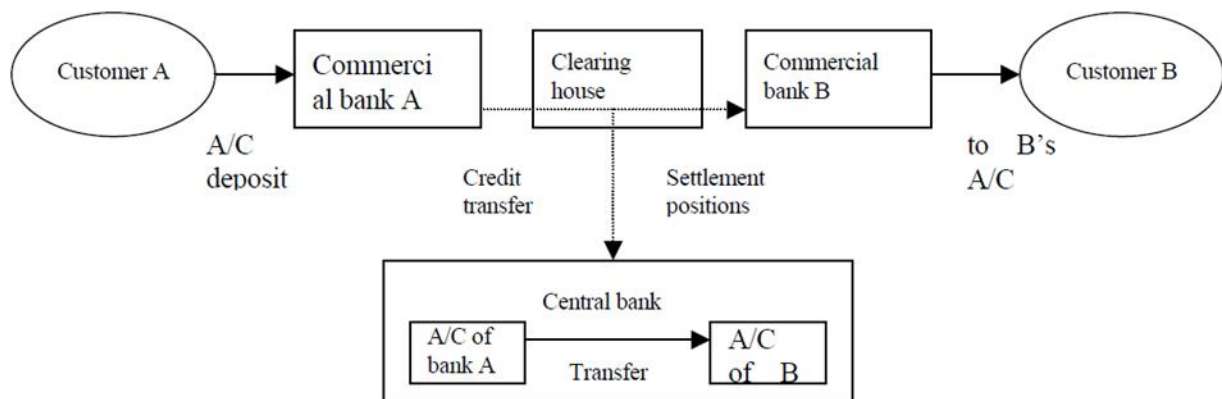 Customer A
Commerci
al bank A
Clearing
house
Commercial
bank B
Customer B
A/C
deposit
Credit
transfer
Settlement
positions
to B’s
A/C
Central bank
A/C of
bank A
Transfer
A/C
of B